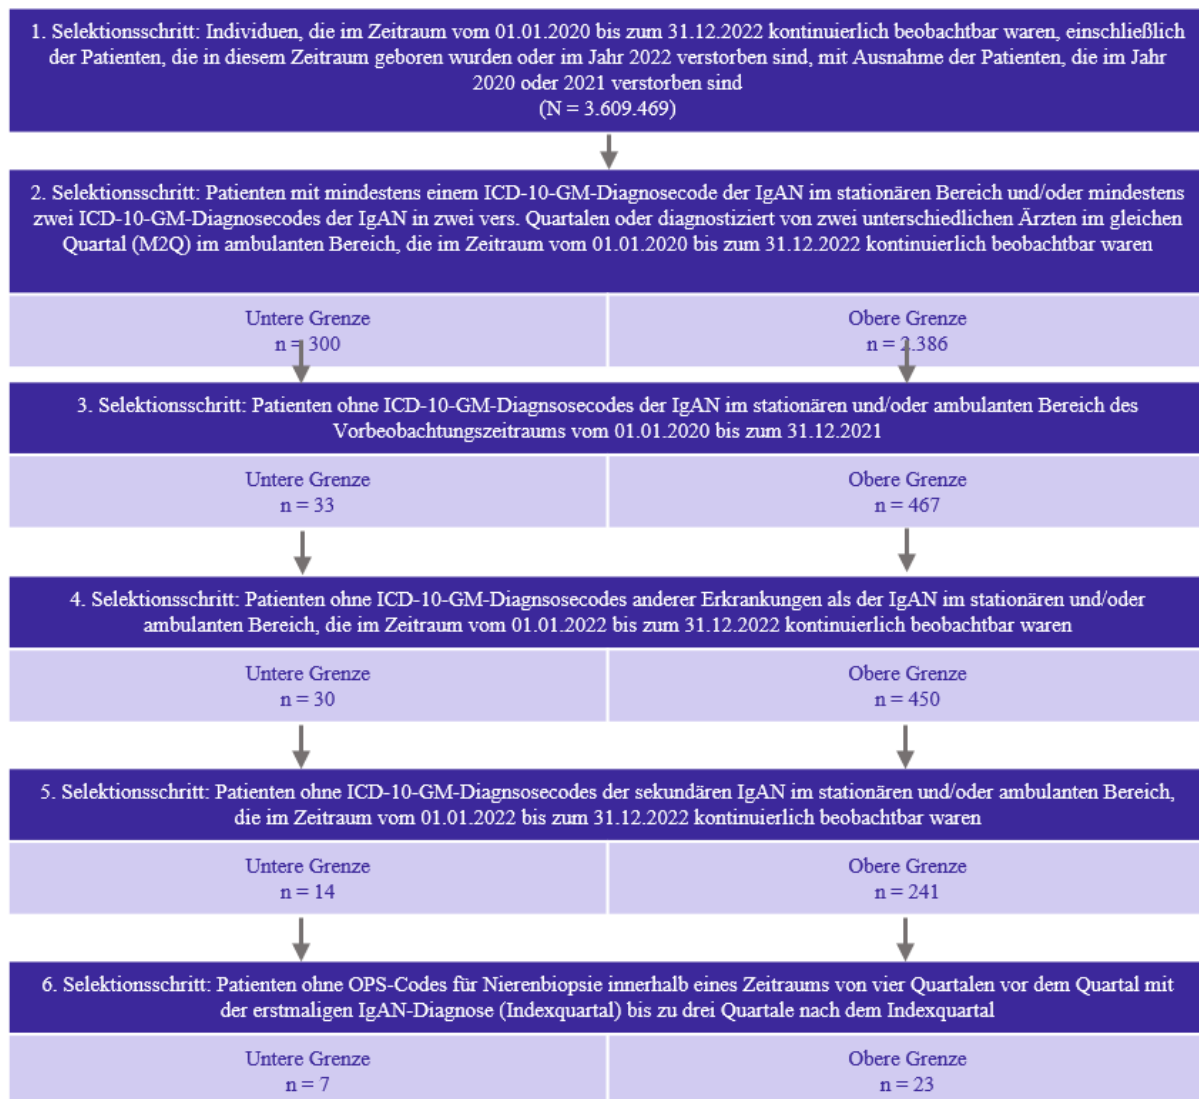 1. Selektionsschritt: Individuen, die im Zeitraum vom 01.01.2020 bis zum 31.12.2022 kontinuierlich beobachtbar waren, einschließlich
der Patienten, die in diesem Zeitraum geboren wurden oder im Jahr 2022 verstorben sind, mit Ausnahme der Patienten, die im Jahr
2020 oder 2021 verstorben sind
(N = 3.609.469)
2. Selektionsschritt: Patienten mit mindestens einem ICD-10-GM-Diagnosecode der IgAN im stationären Bereich und/oder mindestens
zwei ICD-10-GM-Diagnosecodes der IgAN in zwei vers. Quartalen oder diagnostiziert von zwei unterschiedlichen Ärzten im gleichen
Quartal (M2Q) im ambulanten Bereich, die im Zeitraum vom 01.01.2020 bis zum 31.12.2022 kontinuierlich beobachtbar waren
Untere Grenze
n = 300
Obere Grenze
n = 2.386
3. Selektionsschritt: Patienten ohne ICD-10-GM-Diagnsosecodes der IgAN im stationären und/oder ambulanten Bereich des
Vorbeobachtungszeitraums vom 01.01.2020 bis zum 31.12.2021
Untere Grenze
n = 33
Obere Grenze
n = 467
4. Selektionsschritt: Patienten ohne ICD-10-GM-Diagnsosecodes anderer Erkrankungen als der IgAN im stationären und/oder
ambulanten Bereich, die im Zeitraum vom 01.01.2022 bis zum 31.12.2022 kontinuierlich beobachtbar waren
Untere Grenze
n = 30
Obere Grenze
n = 450
5. Selektionsschritt: Patienten ohne ICD-10-GM-Diagnsosecodes der sekundären IgAN im stationären und/oder ambulanten Bereich,
die im Zeitraum vom 01.01.2022 bis zum 31.12.2022 kontinuierlich beobachtbar waren
Untere Grenze
n = 14
Obere Grenze
n = 241
6. Selektionsschritt: Patienten ohne OPS-Codes für Nierenbiopsie innerhalb eines Zeitraums von vier Quartalen vor dem Quartal mit
der erstmaligen IgAN-Diagnose (Indexquartal) bis zu drei Quartale nach dem Indexquartal
Untere Grenze
n = 7
Obere Grenze
n = 23